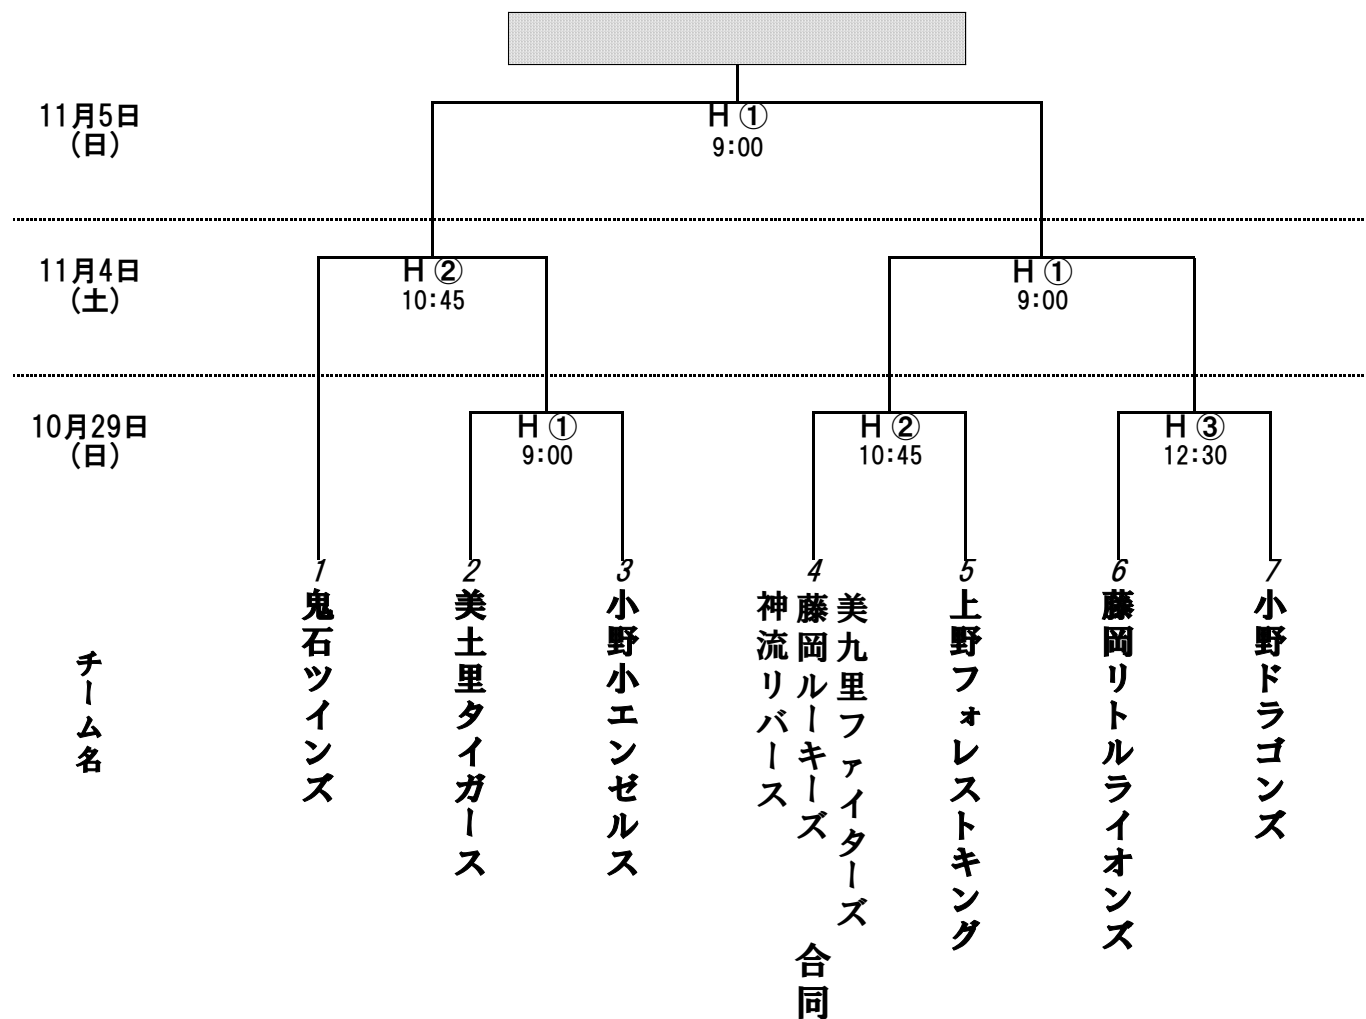 11月5日
(日)
H ①
9:00
11月4日
(土)
H ②
10:45
H ①
9:00
10月29日
(日)
H ①
9:00
H ②
10:45
H ③
12:30
チーム名
1
鬼石ツインズ
2
美土里タイガース
3
小野小エンゼルス
4
美九里ファイターズ
藤岡ルーキーズ
神流リバース
合同
5
上野フォレストキング
6
藤岡リトルライオンズ
7
小野ドラゴンズ